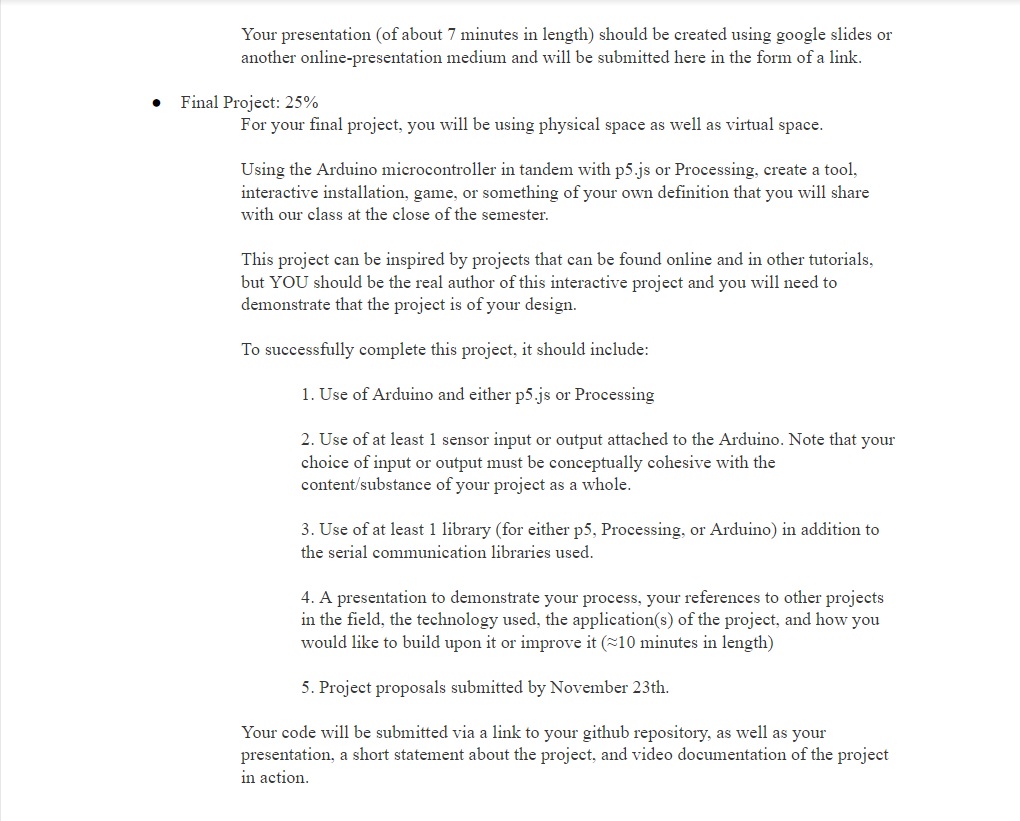 Your presentation (of about 7 minutes in length) should be created using google slides or
another online-presentation medium and will be submitted here in the form of a link.
● Final Project: 25%
For your final project, you will be using physical space as well as virtual space.
Using the Arduino microcontroller in tandem with p5.js or Processing, create a tool,
interactive installation, game, or something of your own definition that you will share
with our class at the close of the semester.
This project can be inspired by projects that can be found online and in other tutorials,
but YOU should be the real author of this interactive project and you will need to
demonstrate that the project is of your design.
To successfully complete this project, it should include:
1. Use of Arduino and either p5.js or Processing
2. Use of at least 1 sensor input or output attached to the Arduino. Note that your
choice of input or output must be conceptually cohesive with the
content/substance of your project as a whole.
3. Use of at least 1 library (for either p5, Processing, or Arduino) in addition to
the serial communication libraries used.
4. A presentation to demonstrate your process, your references to other projects
in the field, the technology used, the application(s) of the project, and how you
would like to build upon it or improve it (≈10 minutes in length)
5. Project proposals submitted by November 23th.
Your code will be submitted via a link to your github repository, as well as your
presentation, a short statement about the project, and video documentation of the project
in action.